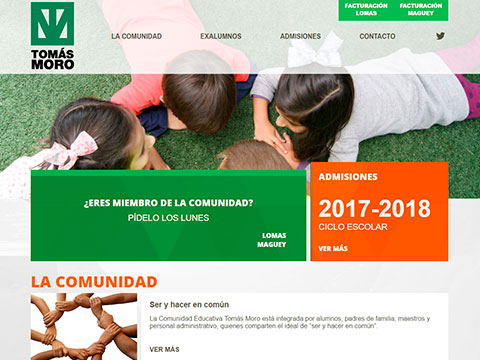 FACTURACIÓN
LOMAS
FACTURACIÓN
MAGUEY
TOMÁS
MORO
LA COMUNIDAD
EXALUMNOS
ADMISIONES
CONTACTO
¿ERES MIEMBRO DE LA COMUNIDAD?
PÍDELO LOS LUNES
LOMAS
MAGUEY
ADMISIONES
2017-2018
CICLO ESCOLAR
VER MÁS
LA COMUNIDAD
Ser y hacer en común
La Comunidad Educativa Tomás Moro está integrada por alumnos, padres de familia, maestros y
personal administrativo, quienes comparten el ideal de "ser y hacer en común".
VER MÁS